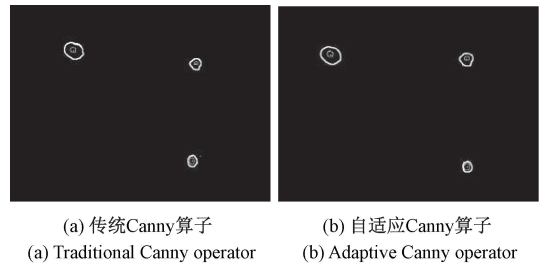 (a) 传统Canny算子
(b) 自适应Canny算子
(a) Traditional Canny operator
(b) Adaptive Canny operator